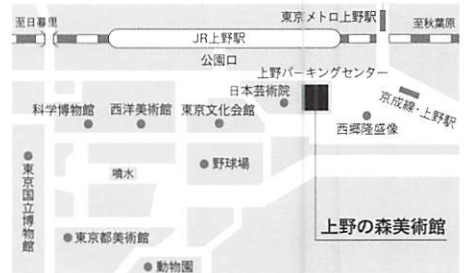 至日暮里
東京メトロ上野駅
至秋葉原
JR上野駅
公園口
上野パーキングセンター
日本芸術院
京成線・上野駅
科学博物館
西洋美術館
東京文化会館
西郷隆盛像
東京国立博物館
噴水
野球場
上野の森美術館
東京都美術館
動物園